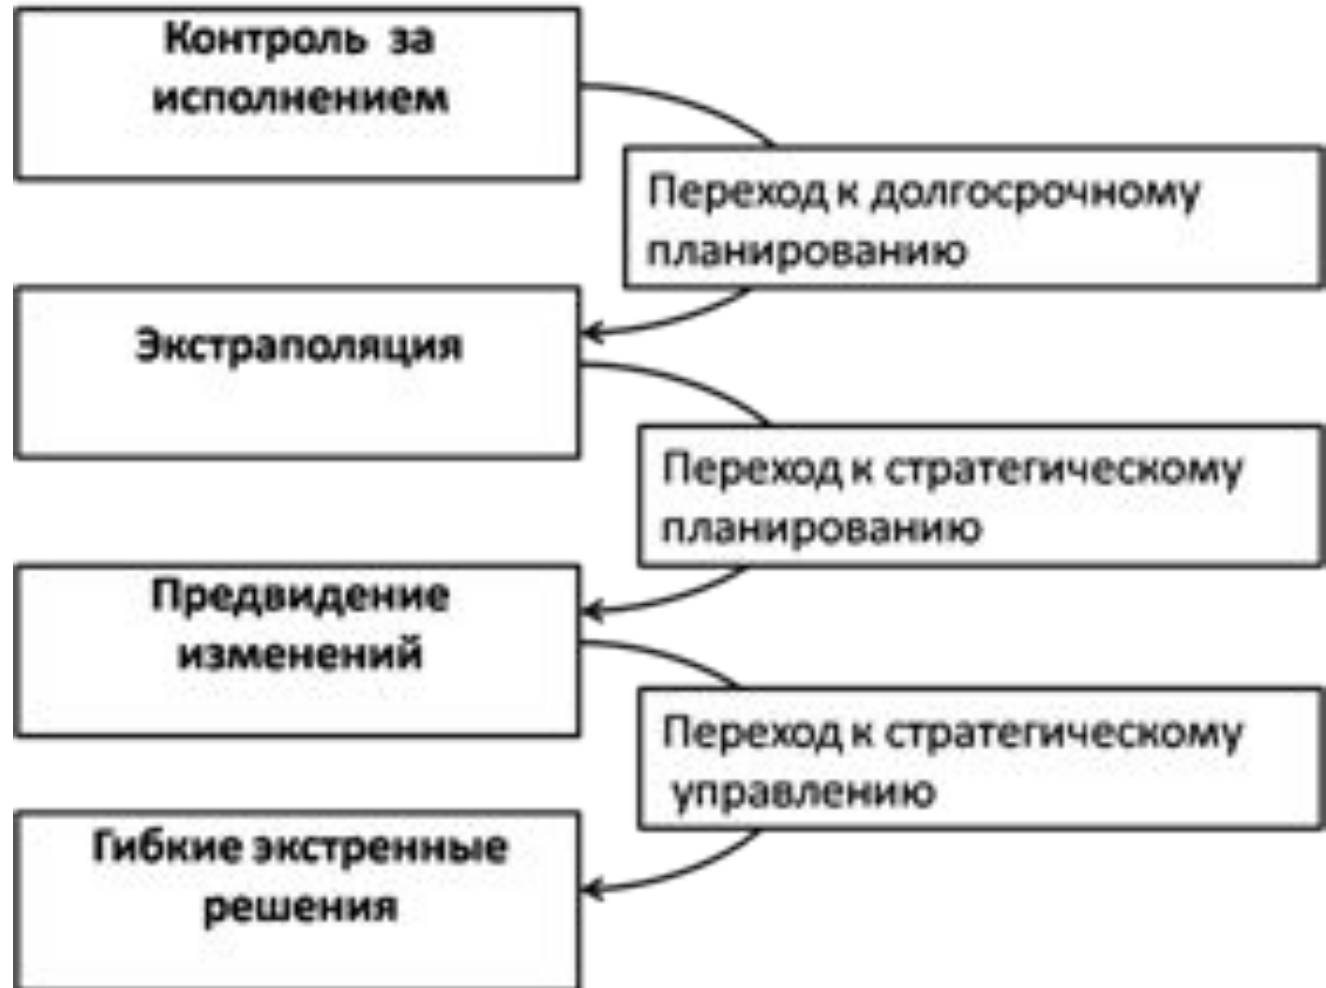 Контроль за
исполнением
Переход к долгосрочному
планированию
Экстраполяция
Переход к стратегическому
планированию
Предвидение
изменений
Переход к стратегическому
управлению
Гибкие экстренные
решения